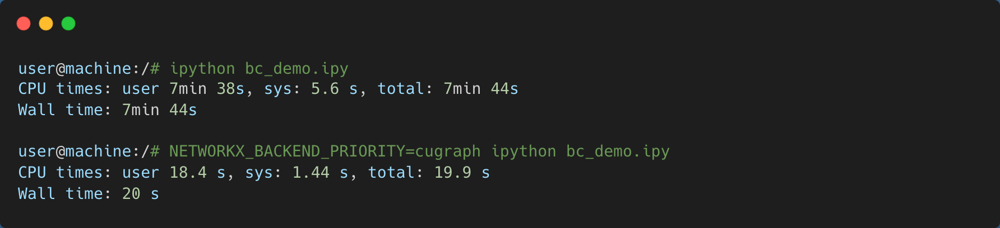 user@machine:/# ipython bc_demo.ipy
CPU times: user 7min 38s, sys: 5.6 s, total: 7min 44s
Wall time: 7min 44s
user@machine:/# NETWORKX_BACKEND_PRIORITY=cugraph ipython bc_demo.ipy
CPU times: user 18.4 s, sys: 1.44 s, total: 19.9 s
Wall time: 20 s